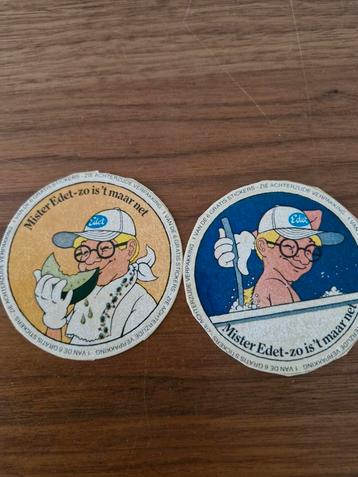 1 VAN DE 6 GRATIS STICKERS - ZIE ACHTERZIJDE VERPAKKING
Mister Edet - zo is 't maar net
Edet
1 VAN DE 6 GRATIS STICKERS - ZIE ACHTERZIJDE VERPAKKING
Edet
Mister Edet - zo is 't maar net